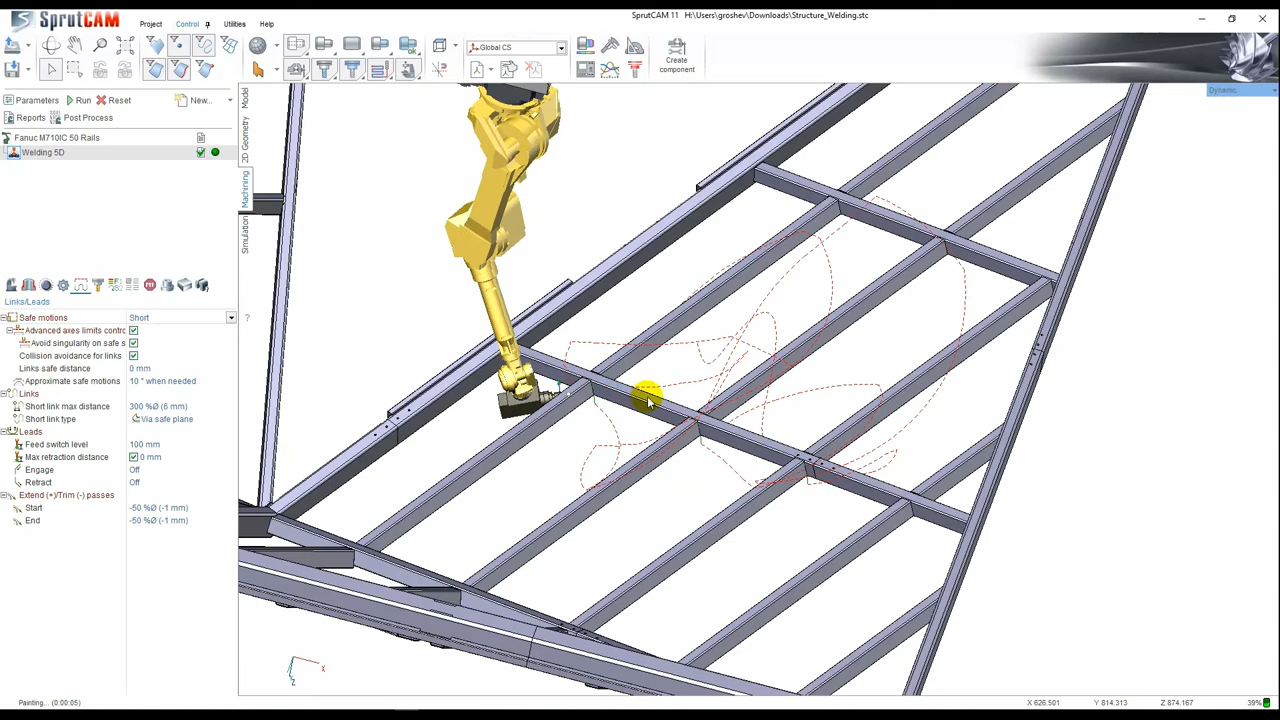 SprutCAM
Project
Control
Utilities
Help
SprutCAM 11 H:\Users\groshev\Downloads\Structure_Welding.stc
Global CS
Create
component
Dynamic
Parameters
Run
Reset
New...
Reports
Post Process
Fanuc M710IC 50 Rails
Welding 5D
Model
2D Geometry
Machining
Simulation
Links/Leads
Safe motions Short
?
Advanced axes limits contrc
Avoid singularity on safe s
Collision avoidance for links
Links safe distance 0 mm
Approximate safe motions 10 ° when needed
Links
Short link max distance 300 %Ø (6 mm)
Short link type Via safe plane
Leads
Feed switch level 100 mm
Max retraction distance 0 mm
Engage Off
Retract Off
Extend (+)/Trim (-) passes
Start -50 %Ø (-1 mm)
End -50 %Ø (-1 mm)
X
Z
Painting... (0:00:05)
X 626.501 Y 814.313 Z 874.167 39%